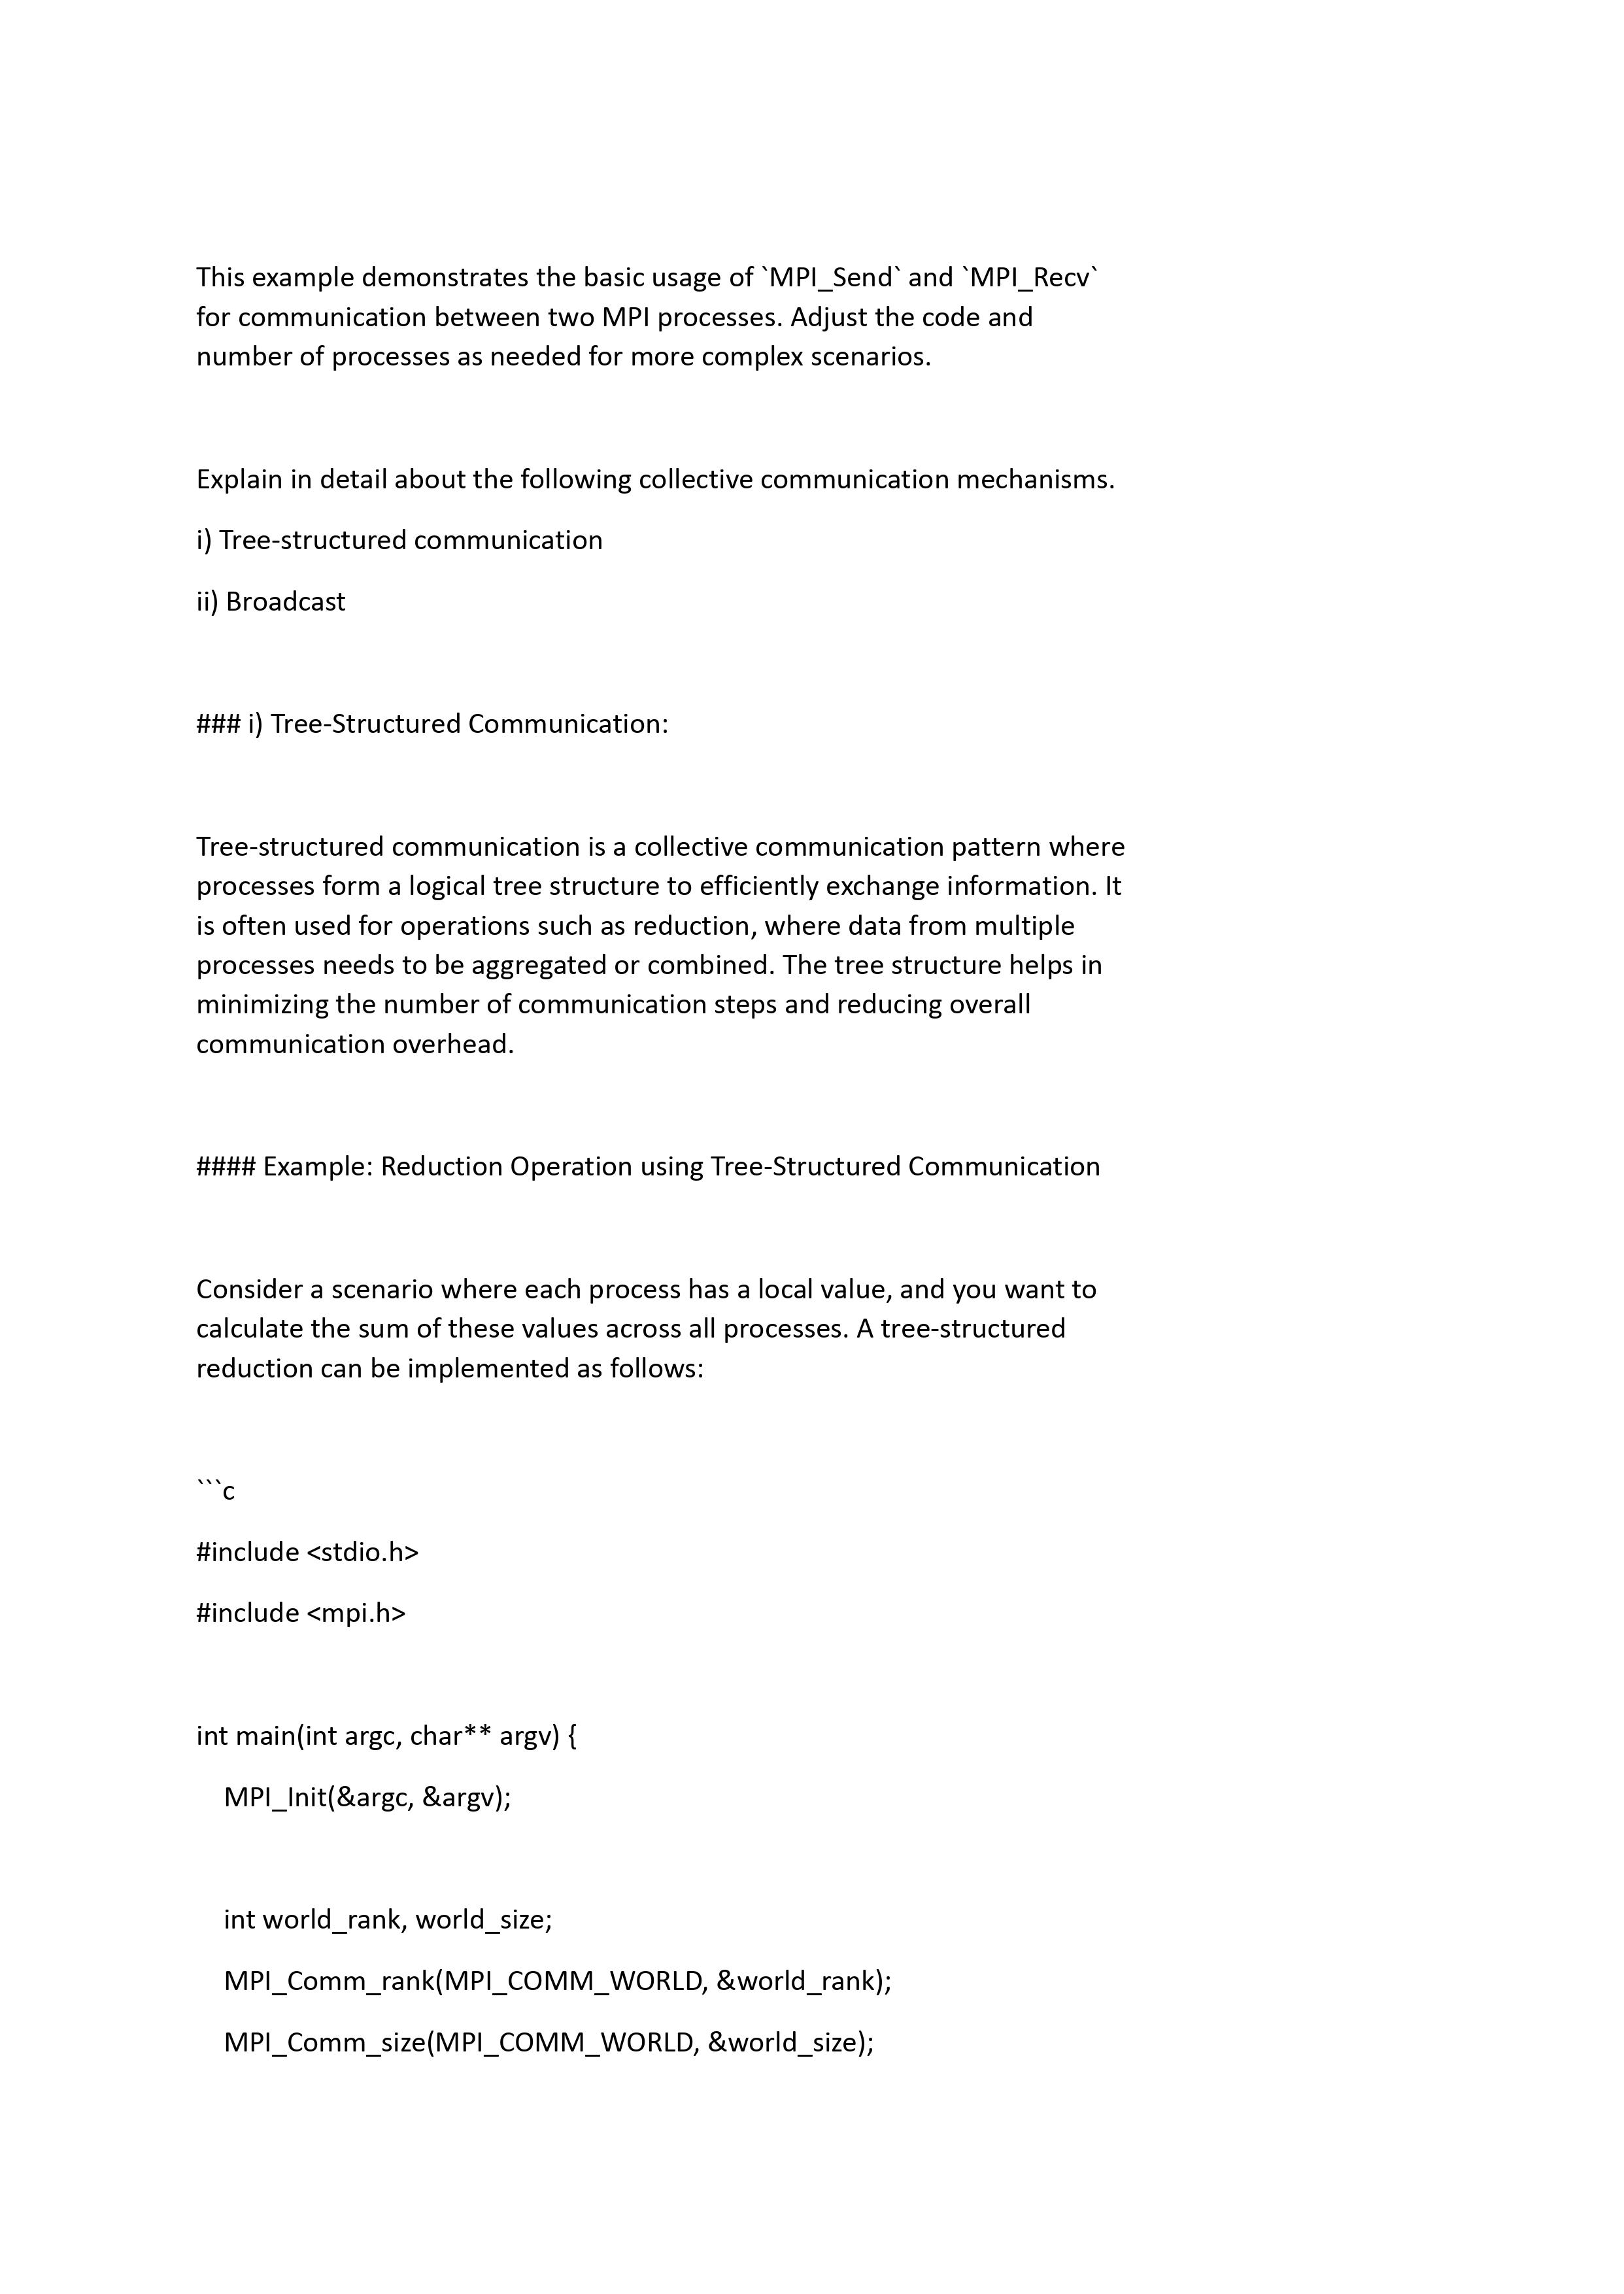 This example demonstrates the basic usage of `MPI_Send` and `MPI_Recv`
for communication between two MPI processes. Adjust the code and
number of processes as needed for more complex scenarios.
Explain in detail about the following collective communication mechanisms.
i) Tree-structured communication
ii) Broadcast
### i) Tree-Structured Communication:
Tree-structured communication is a collective communication pattern where
processes form a logical tree structure to efficiently exchange information. It
is often used for operations such as reduction, where data from multiple
processes needs to be aggregated or combined. The tree structure helps in
minimizing the number of communication steps and reducing overall
communication overhead.
#### Example: Reduction Operation using Tree-Structured Communication
Consider a scenario where each process has a local value, and you want to
calculate the sum of these values across all processes. A tree-structured
reduction can be implemented as follows:
```c
#include <stdio.h>
#include <mpi.h>
int main(int argc, char** argv) {
MPI_Init(&argc, &argv);
int world_rank, world_size;
MPI_Comm_rank(MPI_COMM_WORLD, &world_rank);
MPI_Comm_size(MPI_COMM_WORLD, &world_size);